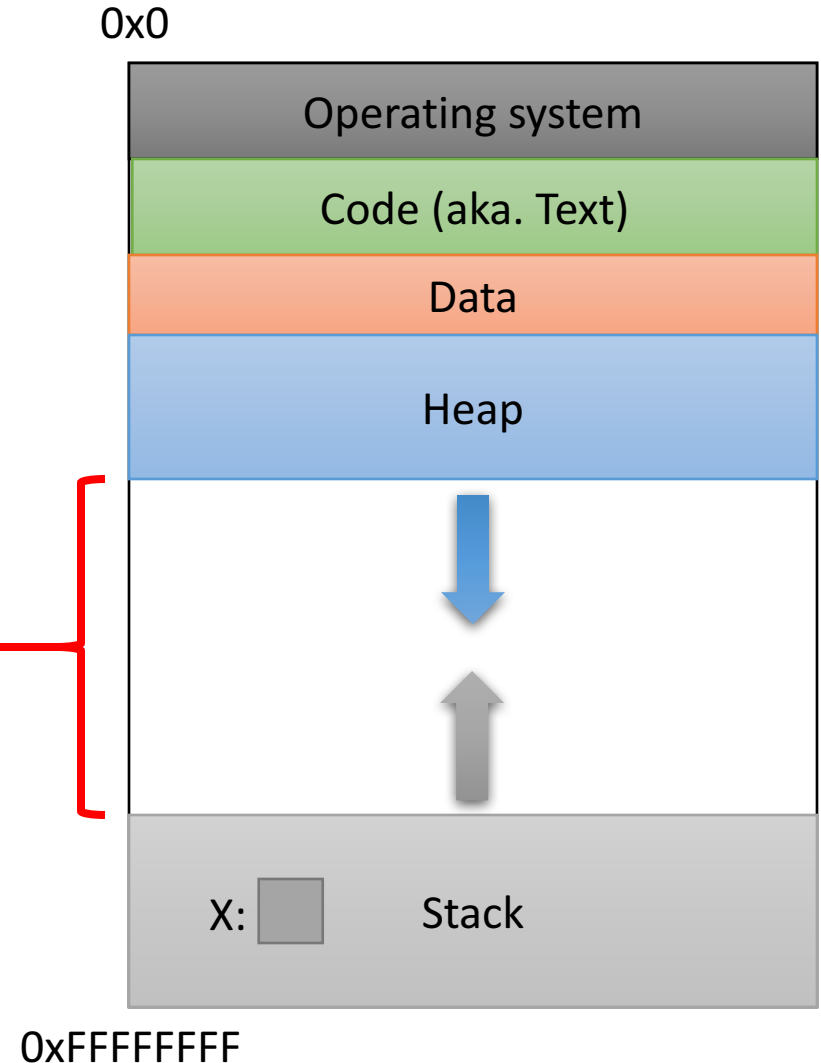 0x0
Operating system
Code (aka. Text)
Data
Heap
X:
Stack
0xFFFFFFFF